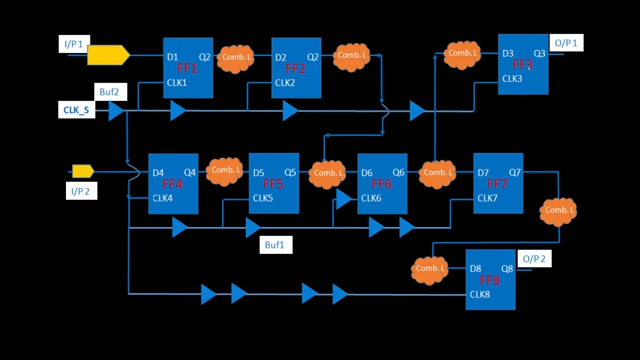 I/P 1
D1 Q2
FF1
CLK1
Comb. L
D2 Q2
FF2
CLK2
Comb. L
Comb. L
D3 Q3
FF3
CLK3
O/P 1
Buf2
CLK_S
I/P 2
D4 Q4
FF4
CLK4
Comb. L
D5 Q5
FF5
CLK5
Comb. L
D6 Q6
FF6
CLK6
Comb. L
D7 Q7
FF7
CLK7
Comb. L
Buf1
Comb. L
D8 Q8
FF8
CLK8
O/P 2